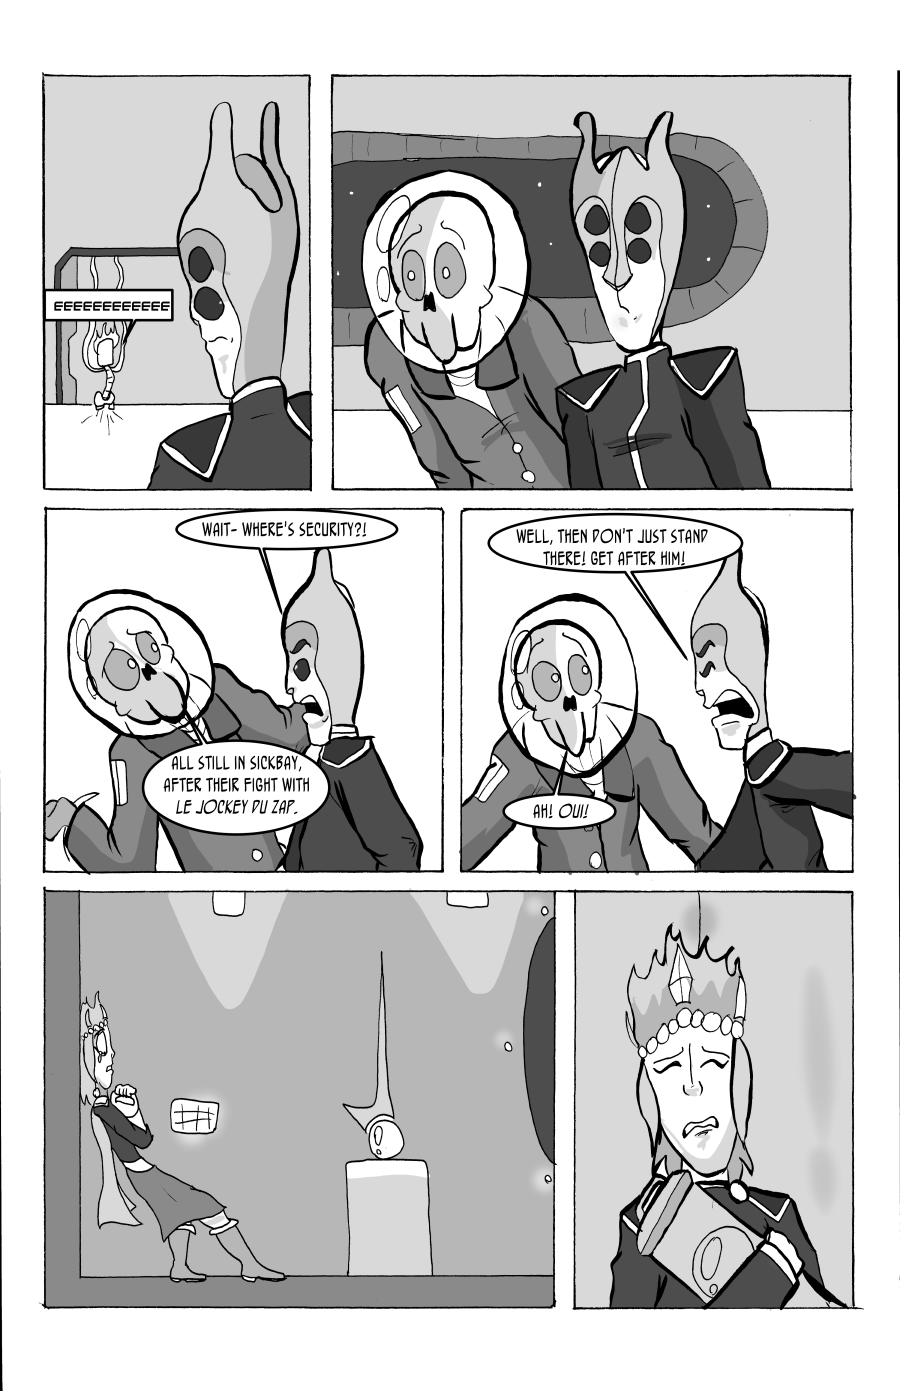 EEEEEEEEEEEEE
WAIT- WHERE'S SECURITY?!
ALL STILL IN SICKBAY,
AFTER THEIR FIGHT WITH
LE JOCKEY DU ZAP.
WELL, THEN DON'T JUST STAND
THERE! GET AFTER HIM!
AH! OUI!